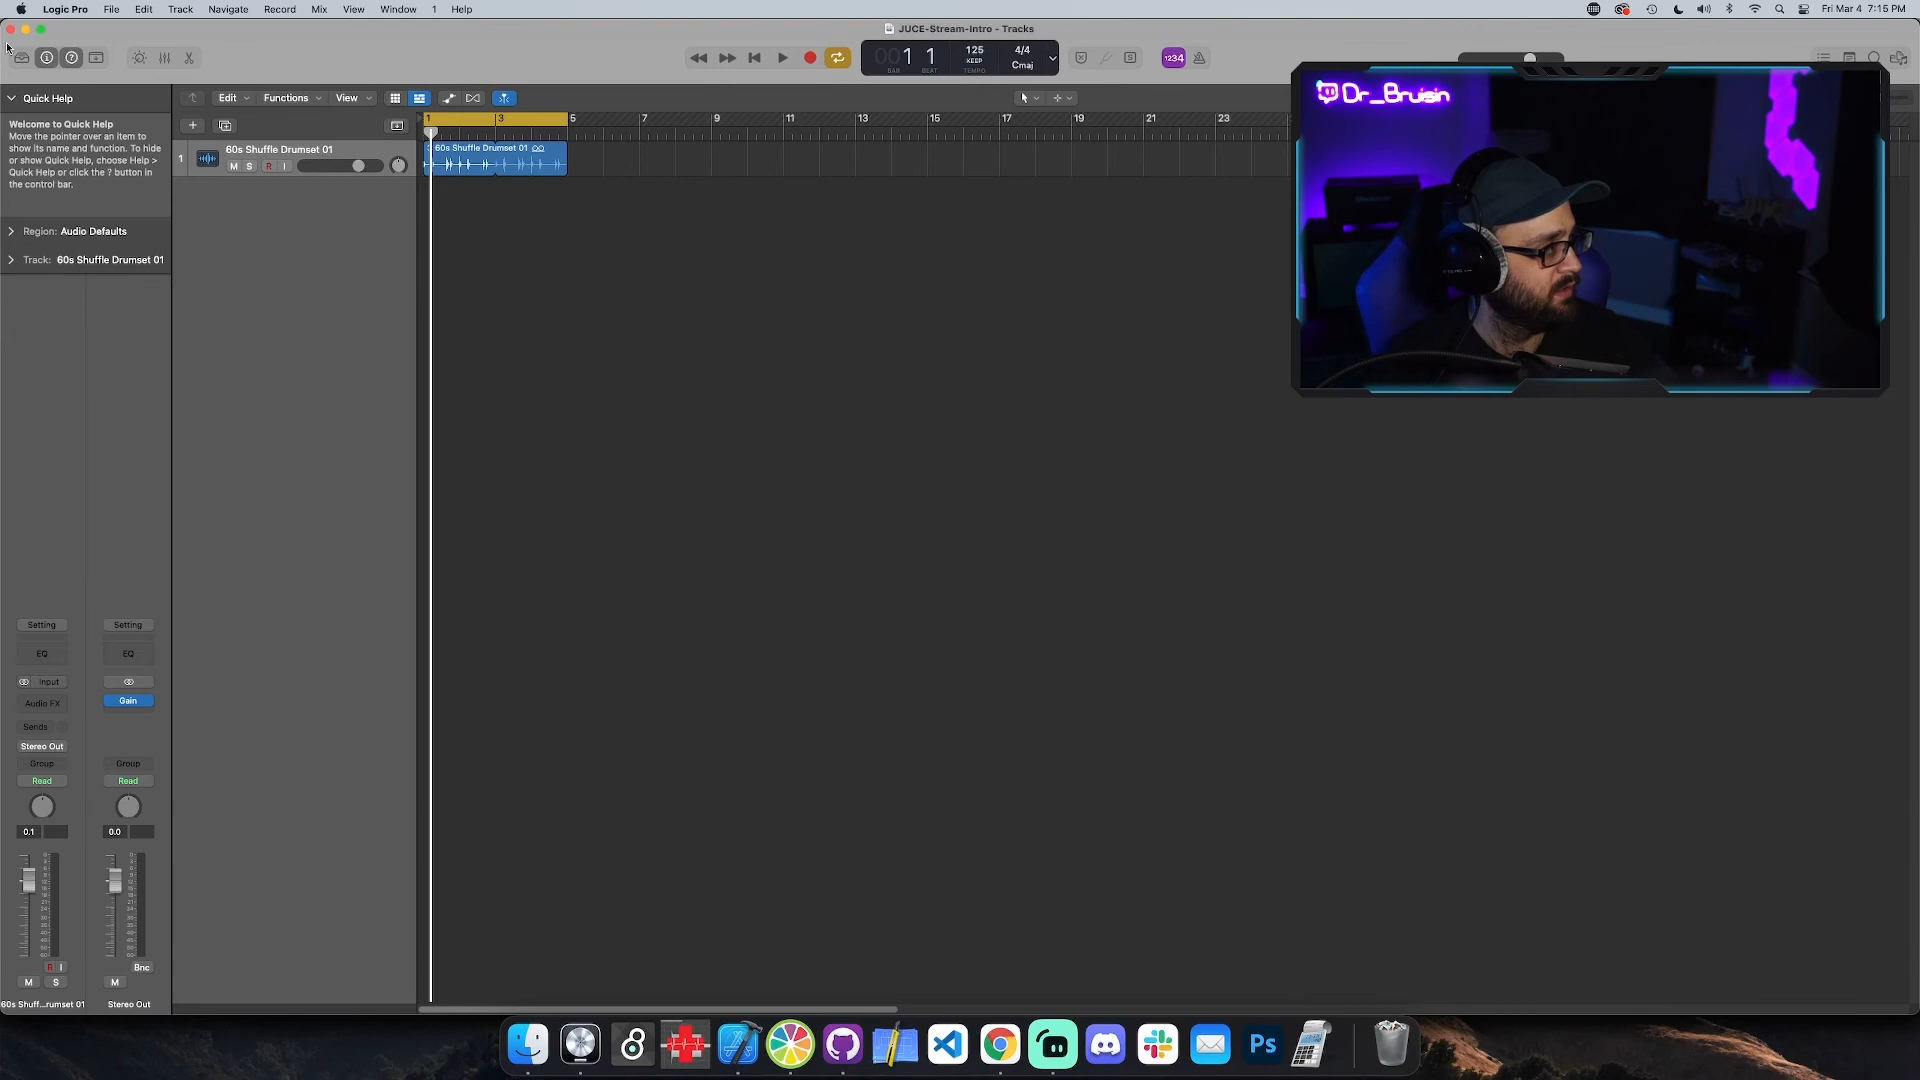 Logic Pro File Edit Track Navigate Record Mix View Window 1 Help
Fri Mar 4 7:15 PM
JUCE-Stream-Intro - Tracks
001 1 125 4/4
KEEP Cmaj
BAR BEAT TEMPO
1234
Quick Help
Edit Functions View
Welcome to Quick Help
Move the pointer over an item to
show its name and function. To hide
or show Quick Help, choose Help >
Quick Help or click the ? button in
the control bar.
1 3 5 7 9 11 13 15 17 19 21 23
1
60s Shuffle Drumset 01
M S R I
60s Shuffle Drumset 01
Dr_Bruisin
Region: Audio Defaults
Track: 60s Shuffle Drumset 01
Setting Setting
EQ EQ
Input
Audio FX Gain
Sends
Stereo Out
Group Group
Read Read
0.1 0.0
R I Bnc
M S M
60s Shuff...rumset 01 Stereo Out
Ps